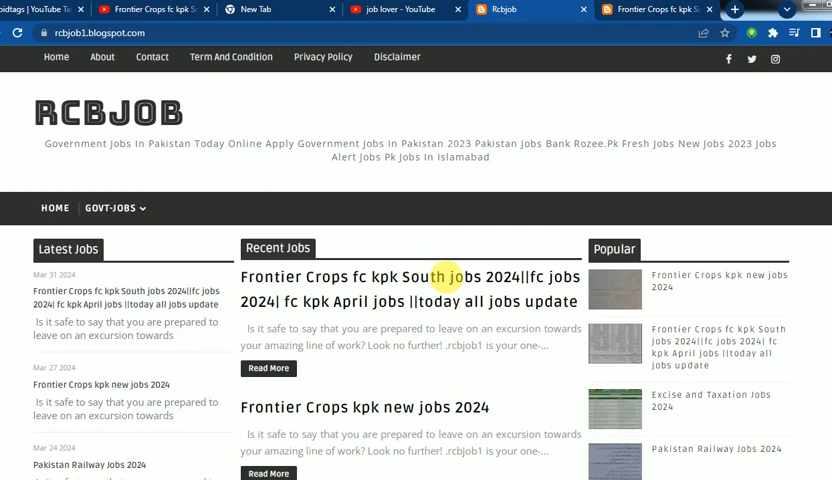 pidtags | YouTube Ta
Frontier Crops fc kpk So
New Tab
job lover - YouTube
Rcbjob
Frontier Crops fc kpk So
rcbjob1.blogspot.com
Home About Contact Term And Condition Privacy Policy Disclaimer
RCBJOB
Government Jobs In Pakistan Today Online Apply Government Jobs In Pakistan 2023 Pakistan Jobs Bank Rozee.Pk Fresh Jobs New Jobs 2023 Jobs
Alert Jobs Pk Jobs In Islamabad
HOME GOVT-JOBS
Latest Jobs
Mar 31 2024
Frontier Crops fc kpk South jobs 2024||fc jobs
2024| fc kpk April jobs ||today all jobs update
Is it safe to say that you are prepared to
leave on an excursion towards
Mar 27 2024
Frontier Crops kpk new jobs 2024
Is it safe to say that you are prepared to
leave on an excursion towards
Mar 24 2024
Pakistan Railway Jobs 2024
Recent Jobs
Frontier Crops fc kpk South jobs 2024||fc jobs
2024| fc kpk April jobs ||today all jobs update
Is it safe to say that you are prepared to leave on an excursion towards
your amazing line of work? Look no further! .rcbjob1 is your one-...
Read More
Frontier Crops kpk new jobs 2024
Is it safe to say that you are prepared to leave on an excursion towards
your amazing line of work? Look no further! .rcbjob1 is your one-...
Read More
Popular
Frontier Crops kpk new jobs
2024
Frontier Crops fc kpk South
jobs 2024||fc jobs 2024| fc
kpk April jobs ||today all
jobs update
Excise and Taxation Jobs
2024
Pakistan Railway Jobs 2024